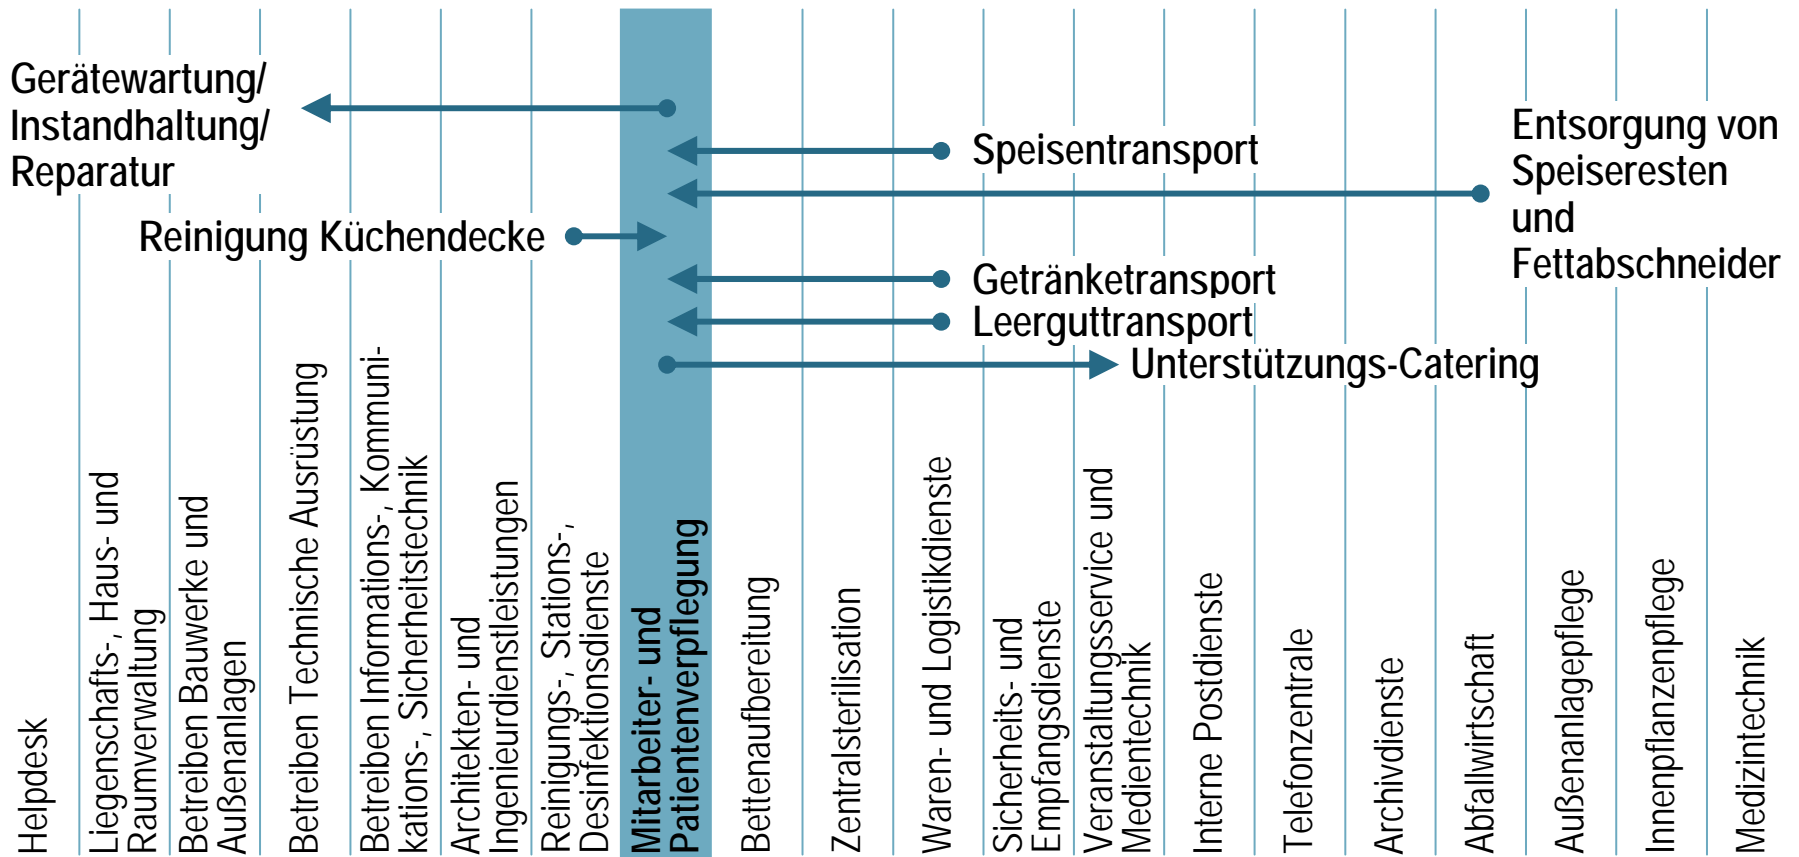 Gerätewartung/
Instandhaltung/
Reparatur
Speisentransport
Entsorgung von
Speiseresten
und
Fettabschneider
Reinigung Küchendecke
Getränketransport
Leerguttransport
Unterstützungs-Catering
Helpdesk
Liegenschafts-, Haus- und
Raumverwaltung
Betreiben Bauwerke und
Außenanlagen
Betreiben Technische Ausrüstung
Betreiben Informations-, Kommuni-
kations-, Sicherheitstechnik
Architekten- und
Ingenieurdienstleistungen
Reinigungs-, Stations-,
Desinfektionsdienste
Mitarbeiter- und
Patientenverpflegung
Bettenaufbereitung
Zentralsterilisation
Waren- und Logistikdienste
Sicherheits- und
Empfangsdienste
Veranstaltungsservice und
Medientechnik
Interne Postdienste
Telefonzentrale
Archivdienste
Abfallwirtschaft
Außenanlagepflege
Innenpflanzenpflege
Medizintechnik